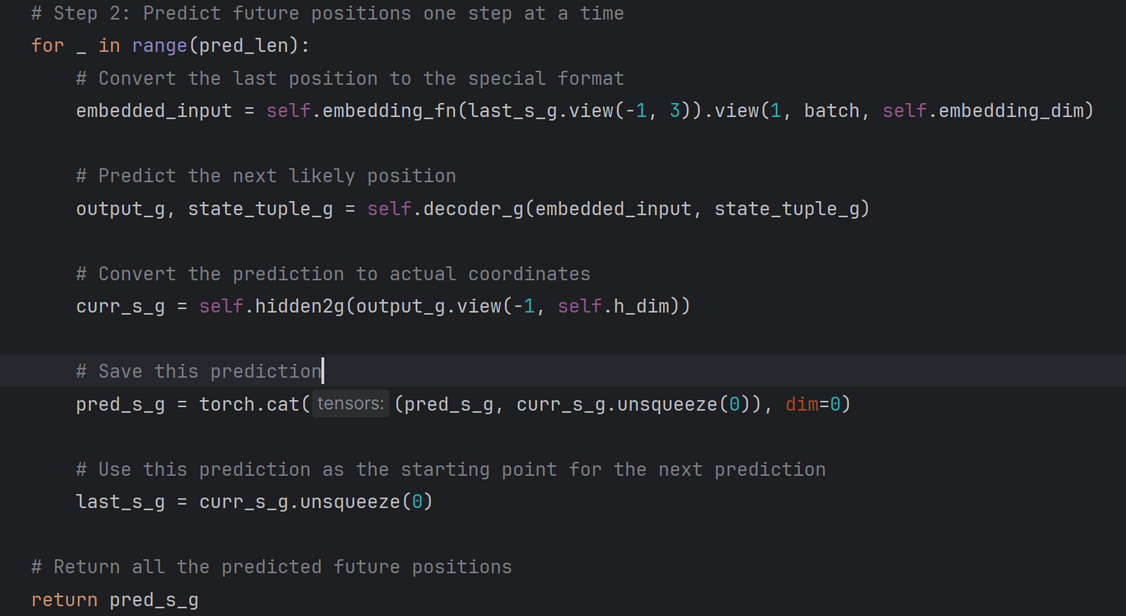 # Step 2: Predict future positions one step at a time
for _ in range(pred_len):
    # Convert the last position to the special format
    embedded_input = self.embedding_fn(last_s_g.view(-1, 3)).view(1, batch, self.embedding_dim)
    # Predict the next likely position
    output_g, state_tuple_g = self.decoder_g(embedded_input, state_tuple_g)
    # Convert the prediction to actual coordinates
    curr_s_g = self.hidden2g(output_g.view(-1, self.h_dim))
    # Save this prediction
    pred_s_g = torch.cat( tensors: (pred_s_g, curr_s_g.unsqueeze(0)), dim=0)
    # Use this prediction as the starting point for the next prediction
    last_s_g = curr_s_g.unsqueeze(0)
# Return all the predicted future positions
return pred_s_g